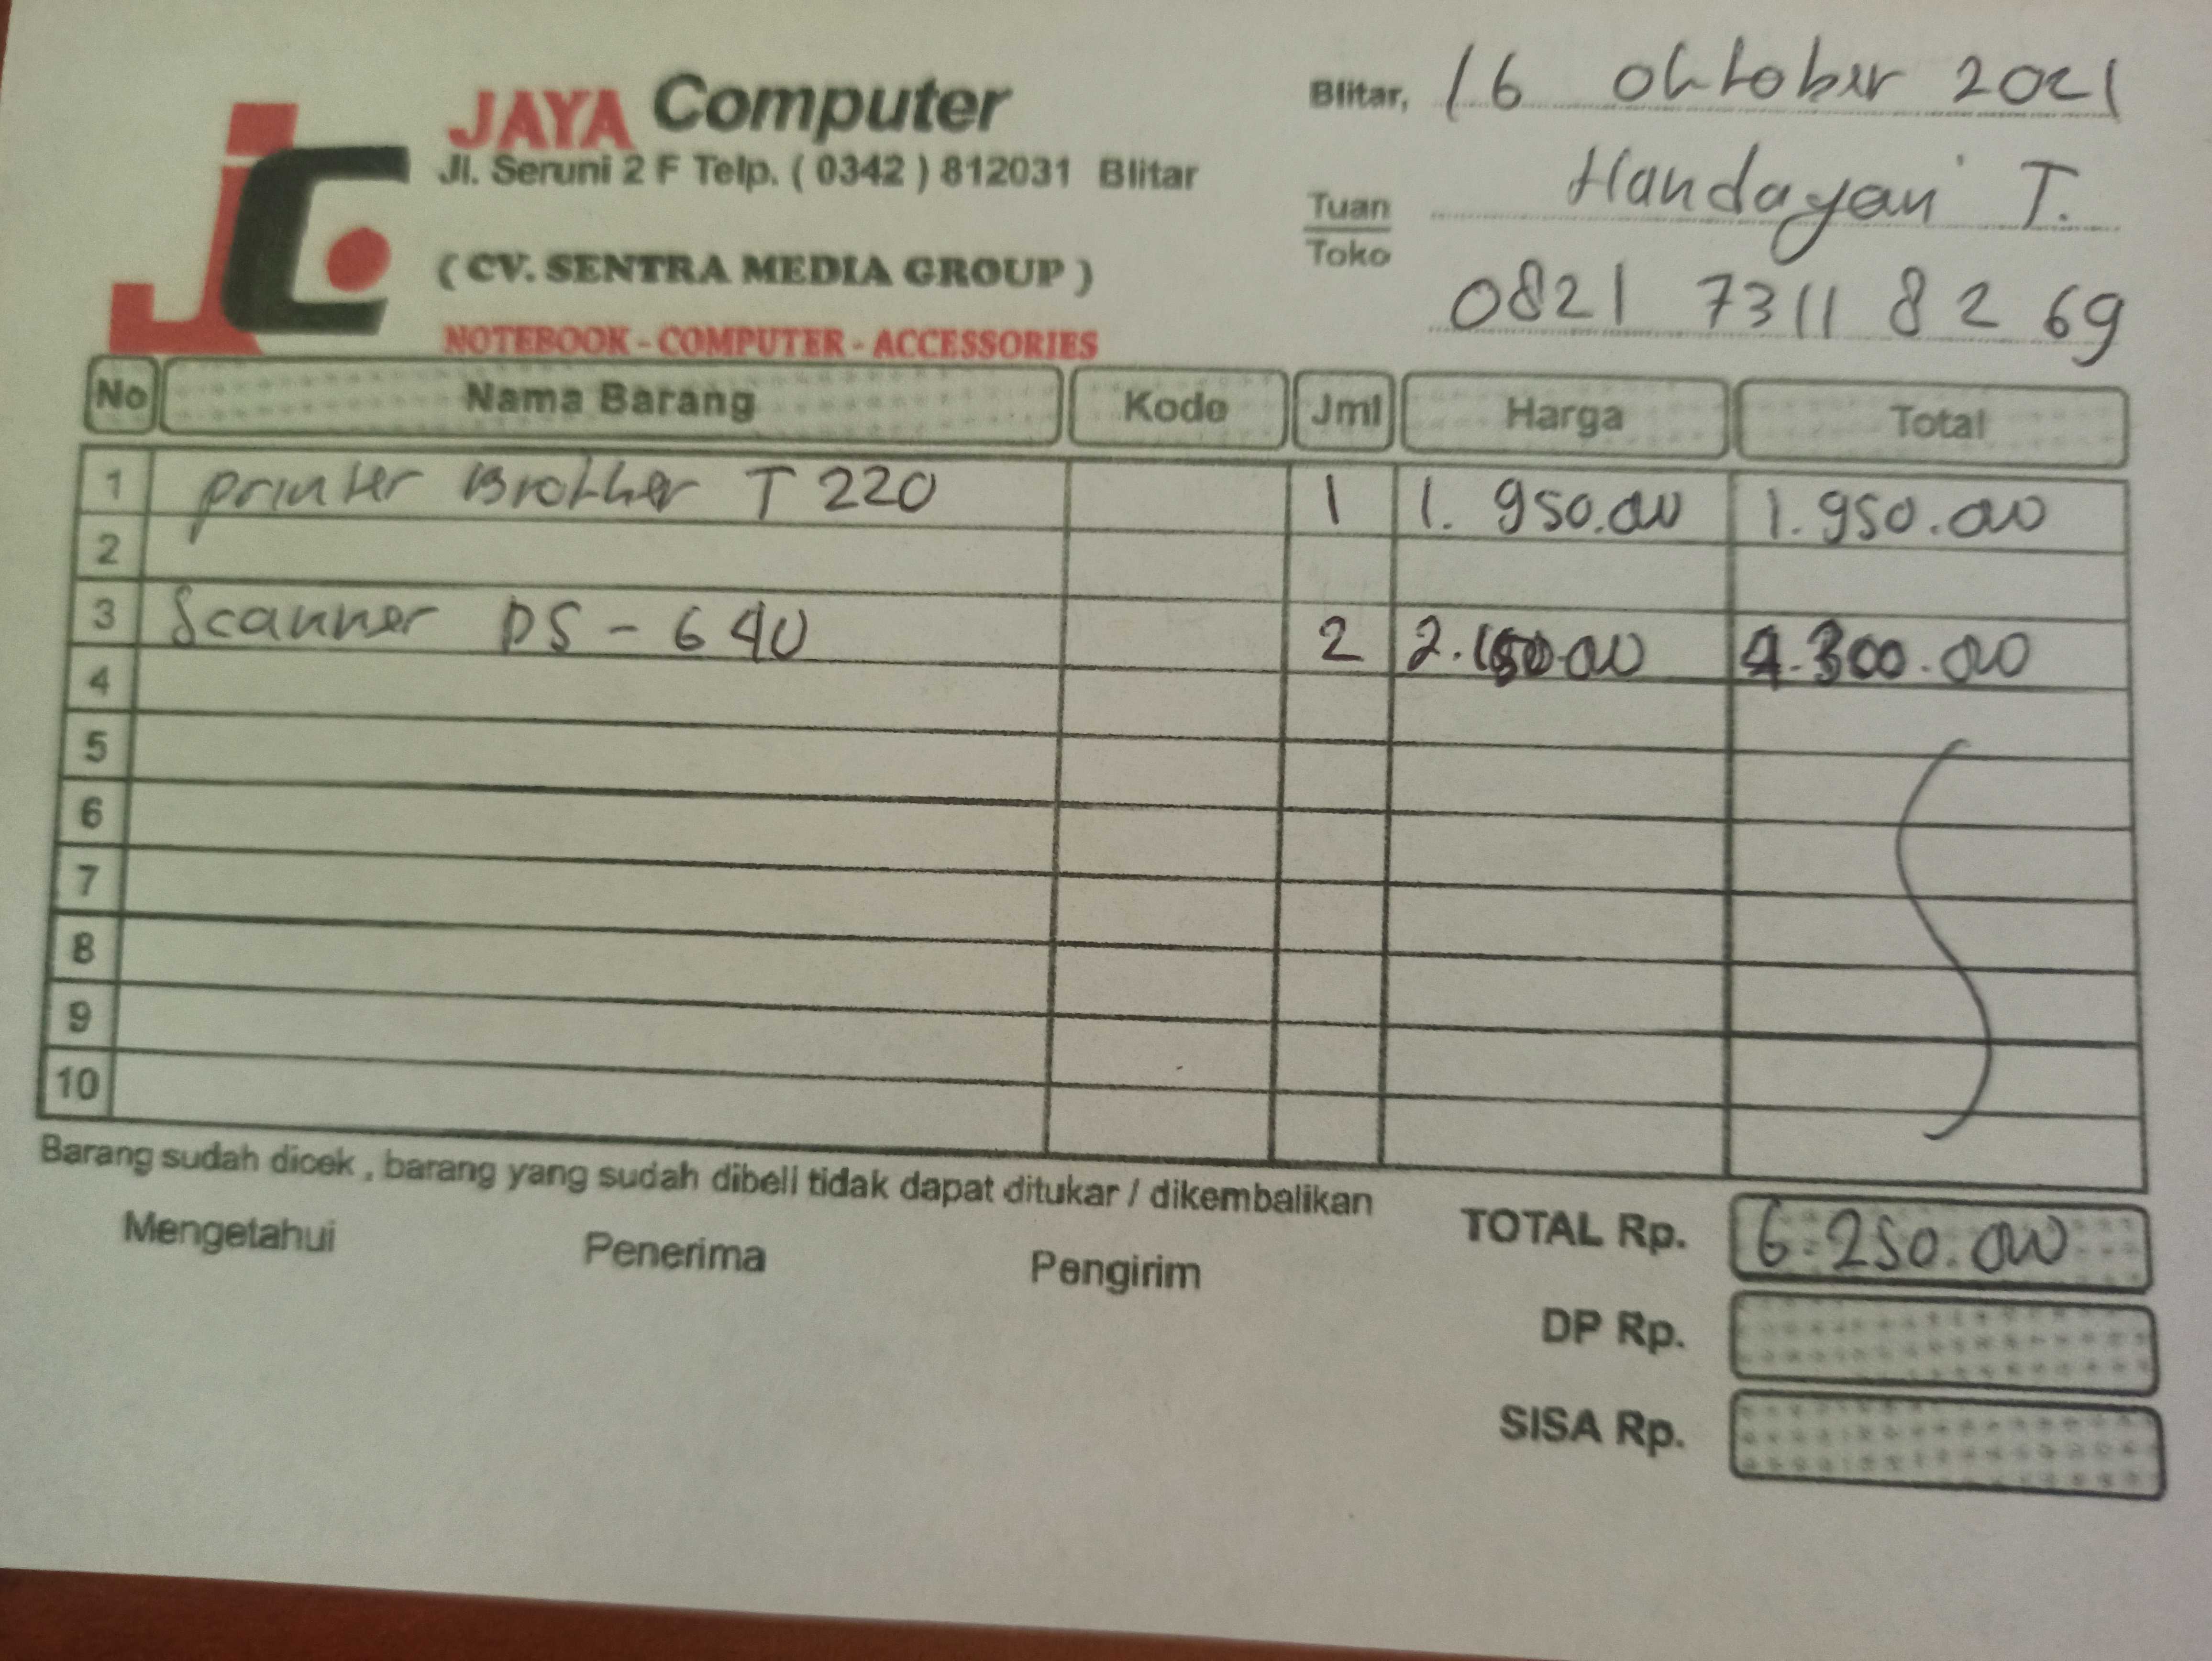 JAYA Computer
Jl. Seruni 2 F Telp. ( 0342 ) 812031 Blitar
( CV. SENTRA MEDIA GROUP )
NOTEBOOK - COMPUTER - ACCESSORIES
Blitar, 16 Oktober 2021
Tuan Handayani T.
Toko
0821 7311 8269
No Nama Barang Kode Jml Harga Total
1 printer Brother T 220 1 1.950.000 1.950.000
2
3 Scanner DS - 640 2 2.150.000 4.300.000
4
5
6
7
8
9
10
Barang sudah dicek , barang yang sudah dibeli tidak dapat ditukar / dikembalikan
Mengetahui Penerima Pengirim
TOTAL Rp. 6.250.000
DP Rp.
SISA Rp.